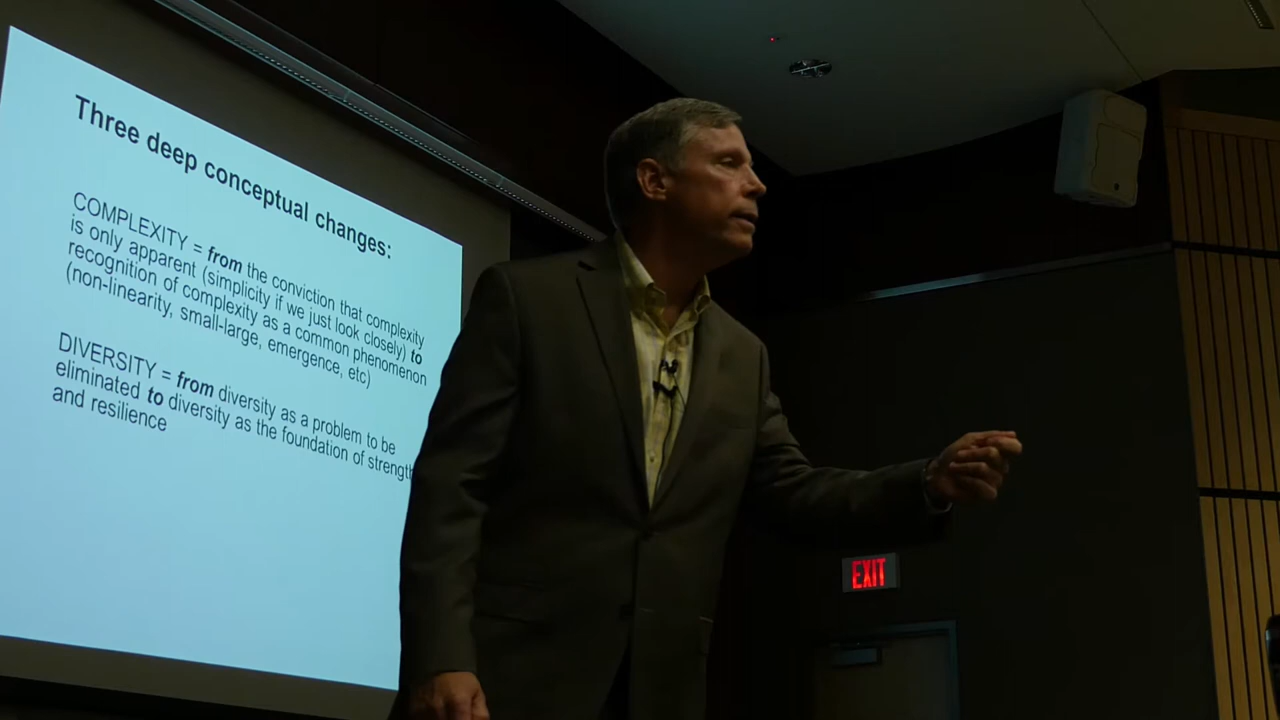 Three deep conceptual changes:
COMPLEXITY = from the conviction that complexity
is only apparent (simplicity if we just look closely) to
recognition of complexity as a common phenomenon
(non-linearity, small-large, emergence, etc)
DIVERSITY = from diversity as a problem to be
eliminated to diversity as the foundation of strength
and resilience
EXIT